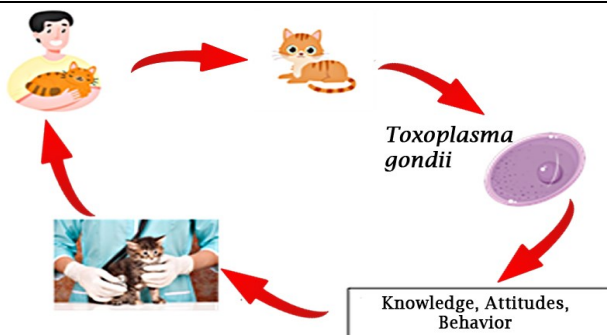 Toxoplasma
gondii
Knowledge, Attitudes,
Behavior